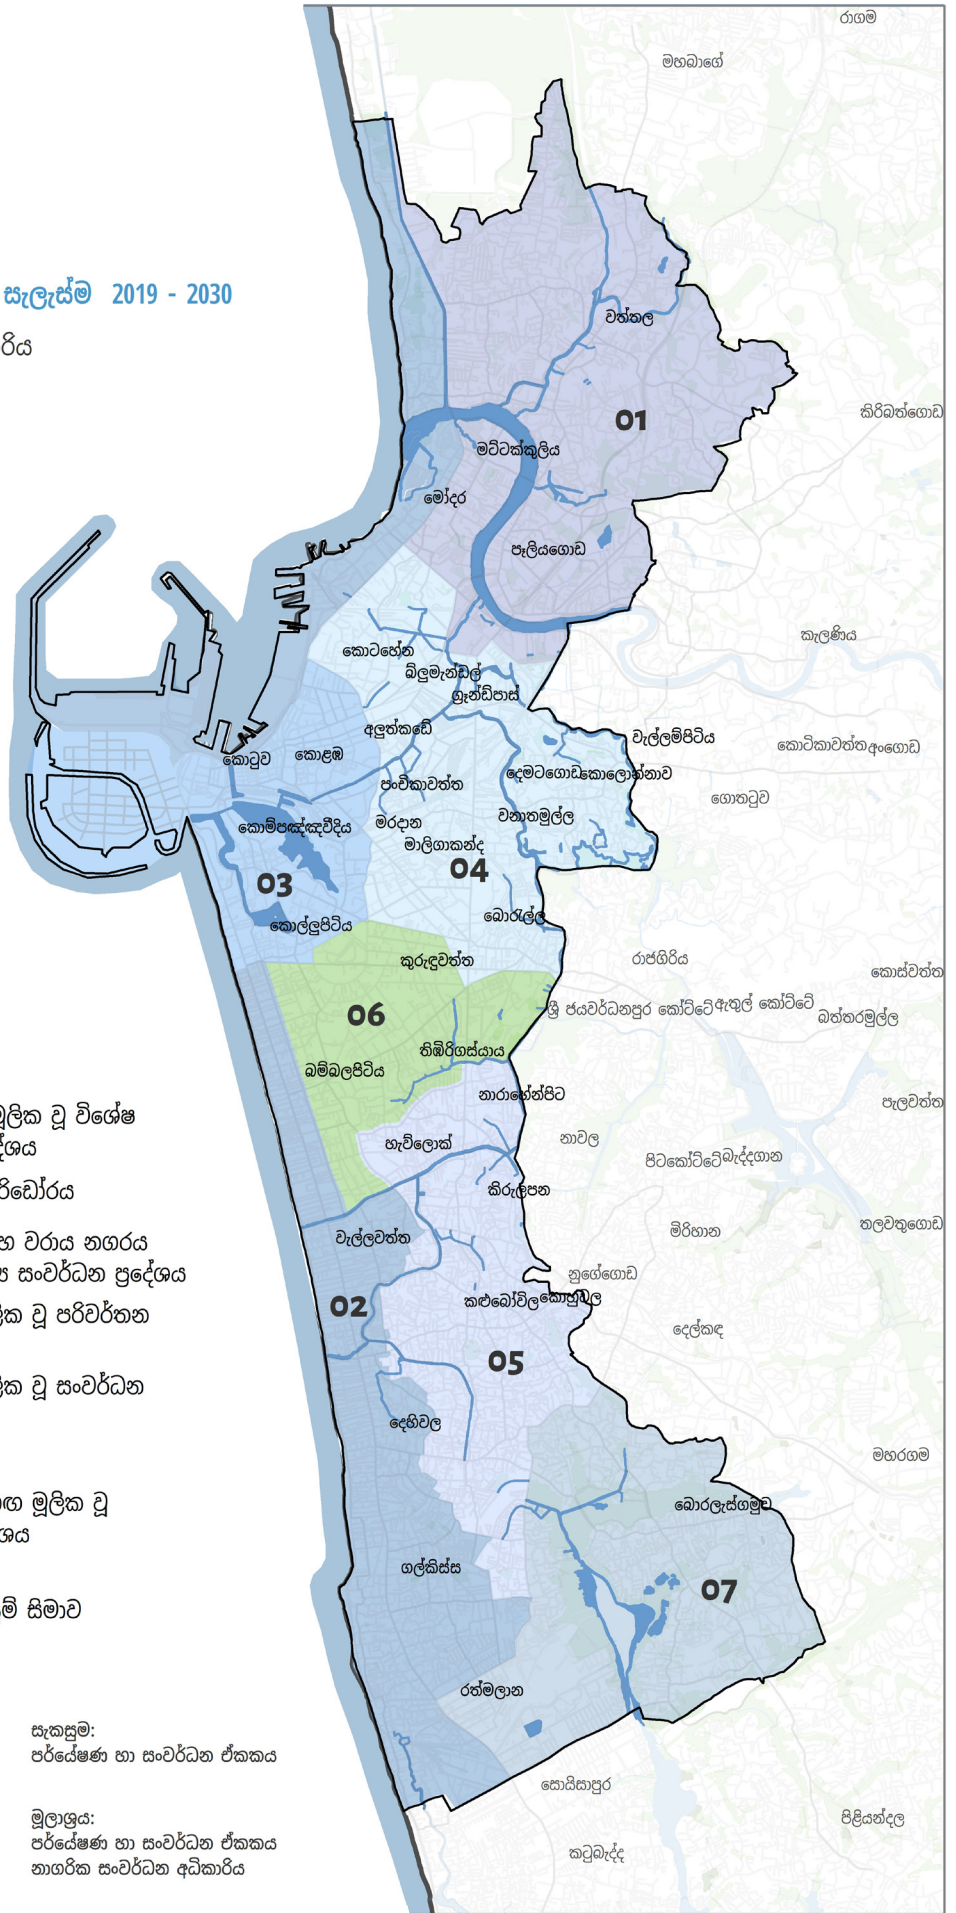 රාගම
මහබාගේ
සැලැස්ම 2019 - 2030
වත්තල
රිය
කිරිබත්ගොඩ
01
මට්ටක්කුලිය
මෝදර
පෑලියගොඩ
කැලණිය
කොටහේන
බ්ලුමැන්ඩල්
ග්‍රෑන්ඩ්පාස්
අලුත්කඩේ
වැල්ලම්පිටිය
කොටිකාවත්ත අංගොඩ
කොටුව කොළඹ
දෙමටගොඩ කොලොන්නාව
පංචිකාවත්ත
ගොතටුව
වනාතමුල්ල
කොම්පඤ්ඤවීදිය මරදාන
මාලිගාකන්ද
04
03
බොරැල්ල
කොල්ලුපිටිය
කුරුඳුවත්ත
රාජගිරිය
කොස්වත්ත
ශ්‍රී ජයවර්ධනපුර කෝට්ටේ ඇතුල් කෝට්ටේ
බත්තරමුල්ල
06
තිඹිරිගස්යාය
බම්බලපිටිය
නාරාහේන්පිට
පැලවත්ත
මූලික වූ විශේෂ
දේශය
හැව්ලොක්
නාවල
පිටකෝට්ටේ බැද්දගාන
රිඩෝරය
කිරුලපන
මිරිහාන
තලවතුගොඩ
හ වරාය නගරය
ය සංවර්ධන ප්‍රදේශය
වැල්ලවත්ත
නුගේගොඩ
ලික වූ පරිවර්තන
02
කළුබෝවිල කොහුවල
දෙල්කඳ
05
ලික වූ සංවර්ධන
දෙහිවල
මහරගම
ඟ මූලික වූ
ශය
බොරලැස්ගමුව
ගල්කිස්ස
07
ම් සීමාව
රත්මලාන
සැකසුම:
පර්යේෂණ හා සංවර්ධන ඒකකය
සොයිසාපුර
මූලාශ්‍රය:
පර්යේෂණ හා සංවර්ධන ඒකකය
නාගරික සංවර්ධන අධිකාරිය
පිළියන්දල
කටුබැද්ද